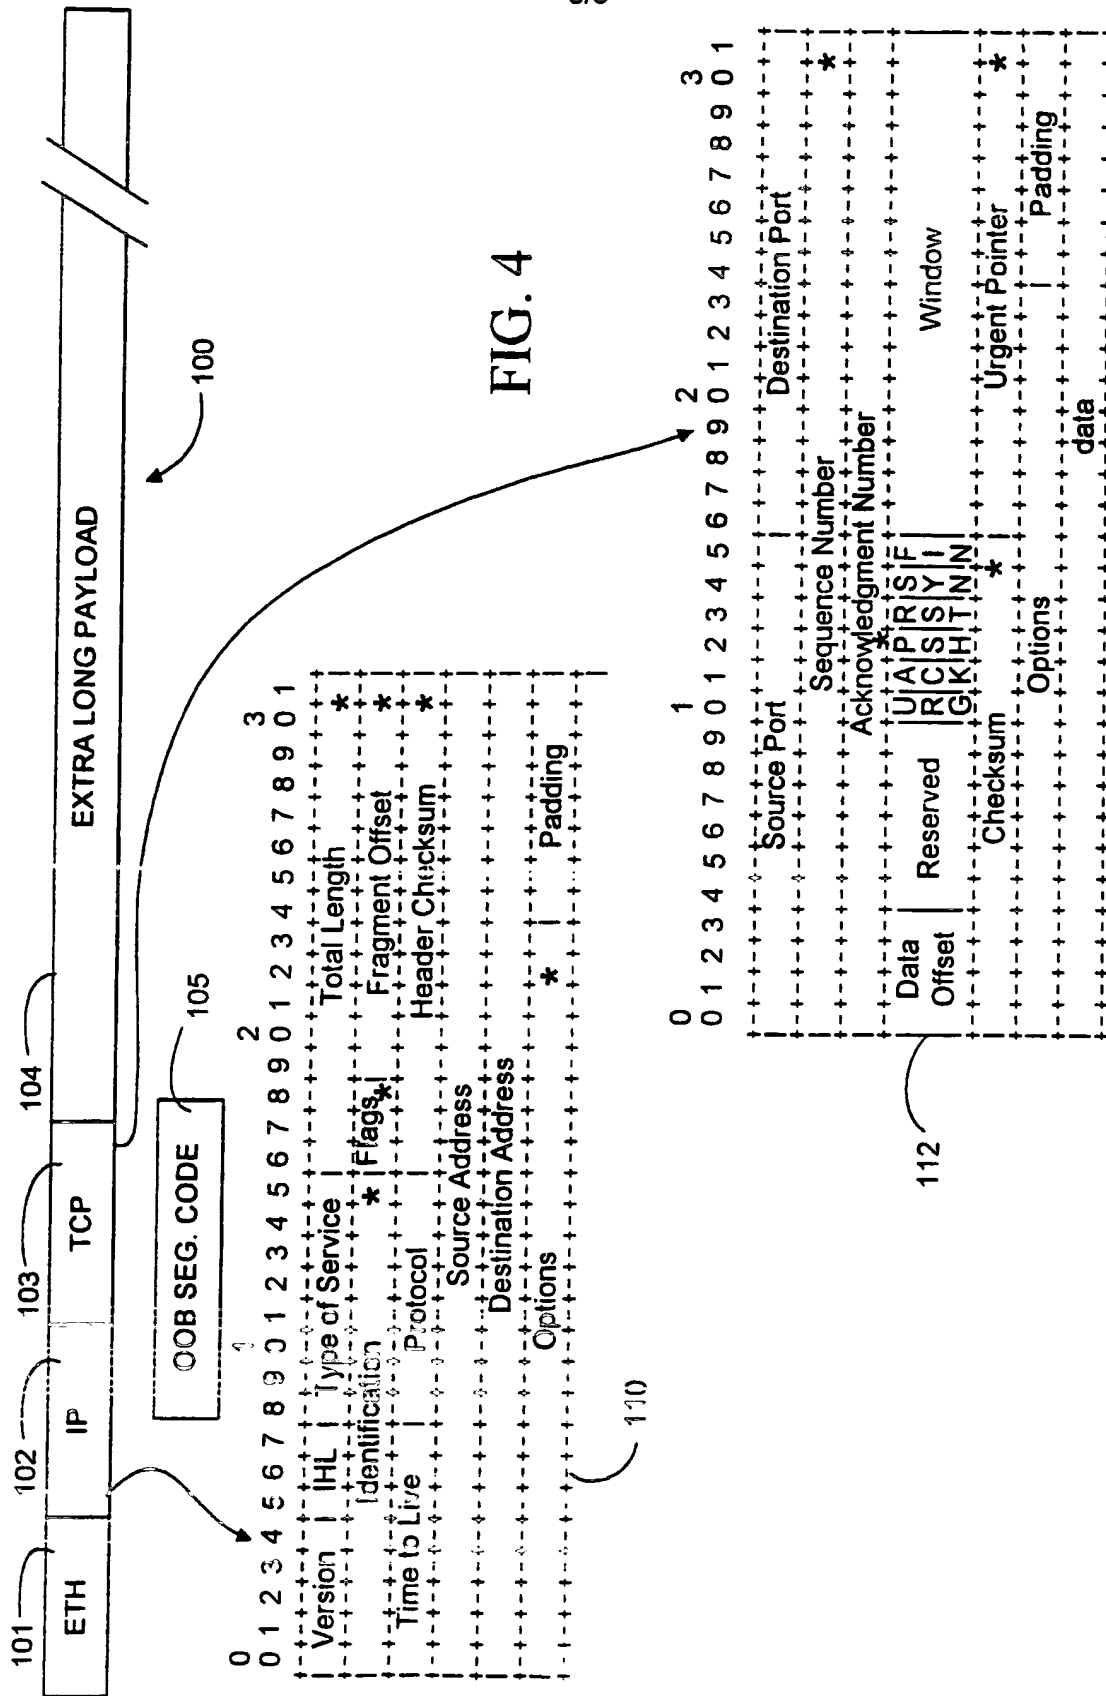 101
102
103
104
ETH
IP
TCP
EXTRA LONG PAYLOAD
100
OOB SEG. CODE
105
FIG. 4
0 1 2 3
0 1 2 3 4 5 6 7 8 9 0 1 2 3 4 5 6 7 8 9 0 1 2 3 4 5 6 7 8 9 0 1
|Version | IHL | Type of Service | Total Length * |
| Identification * |Flags * | Fragment Offset * |
| Time to Live | Protocol | Header Checksum * |
| Source Address |
| Destination Address |
| Options * | Padding |
110
0 1 2 3
0 1 2 3 4 5 6 7 8 9 0 1 2 3 4 5 6 7 8 9 0 1 2 3 4 5 6 7 8 9 0 1
| Source Port | Destination Port |
| Sequence Number * |
| Acknowledgment Number * |
| Data | |U|A|P|R|S|F| |
| Offset | Reserved |R|C|S|S|Y|I| Window |
| | |G|K|H|T|N|N| |
| Checksum * | Urgent Pointer * |
| Options | Padding |
| data |
112